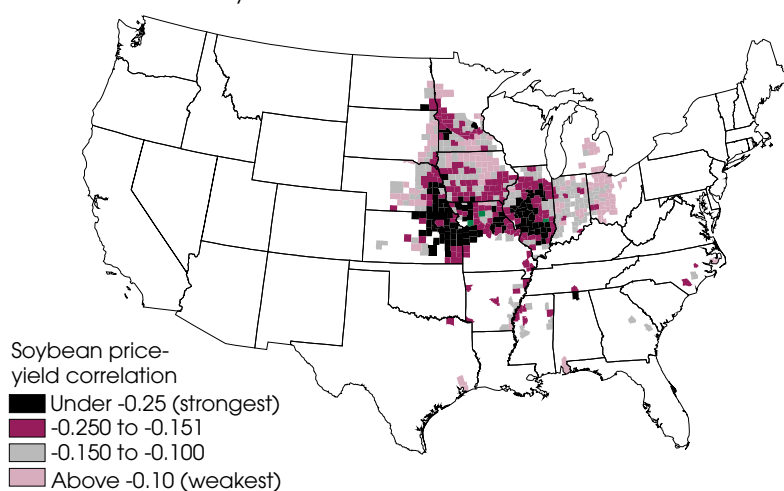 Soybean price-
yield correlation
Under -0.25 (strongest)
-0.250 to -0.151
-0.150 to -0.100
Above -0.10 (weakest)